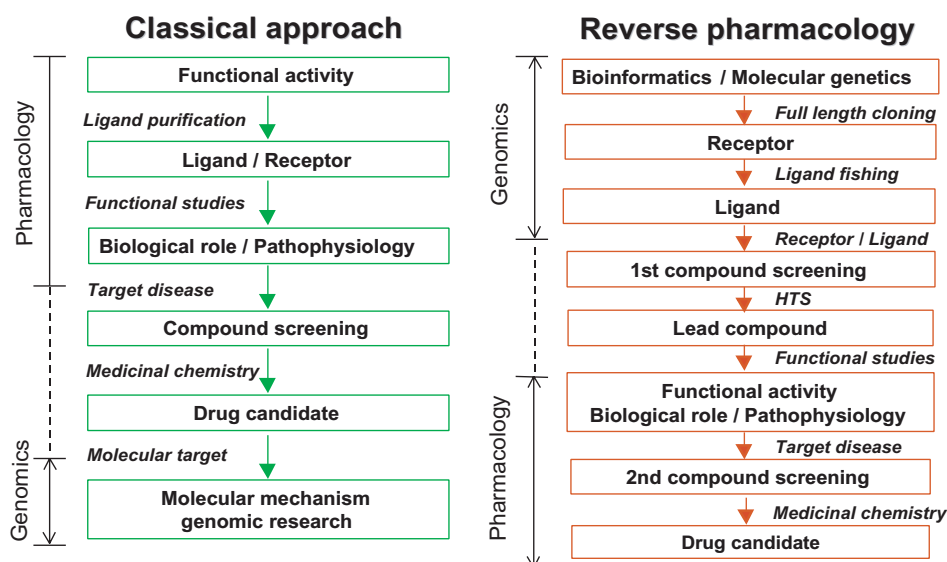 Classical approach
Pharmacology
Functional activity
Ligand purification
Ligand / Receptor
Functional studies
Biological role / Pathophysiology
Target disease
Compound screening
Medicinal chemistry
Drug candidate
Molecular target
Genomics
Molecular mechanism
genomic research
Reverse pharmacology
Genomics
Bioinformatics / Molecular genetics
Full length cloning
Receptor
Ligand fishing
Ligand
Receptor / Ligand
1st compound screening
HTS
Lead compound
Functional studies
Pharmacology
Functional activity
Biological role / Pathophysiology
Target disease
2nd compound screening
Medicinal chemistry
Drug candidate